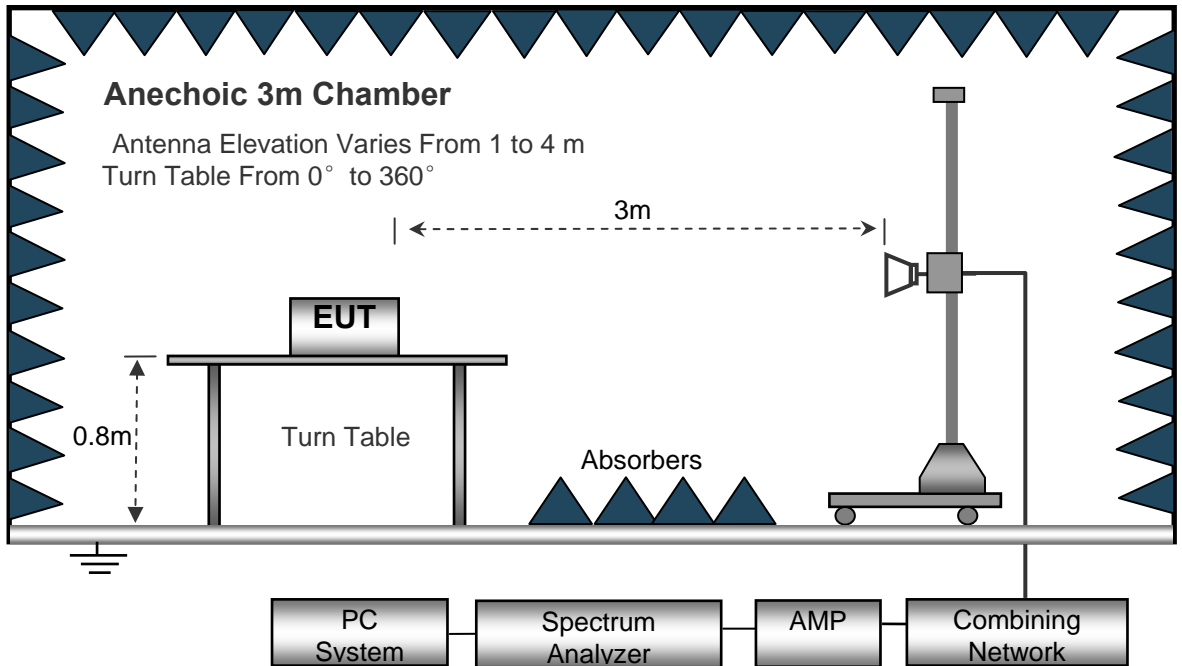 Anechoic 3m Chamber
Antenna Elevation Varies From 1 to 4 m
Turn Table From 0° to 360°
3m
EUT
0.8m
Turn Table
Absorbers
PC
System
Spectrum
Analyzer
AMP
Combining
Network